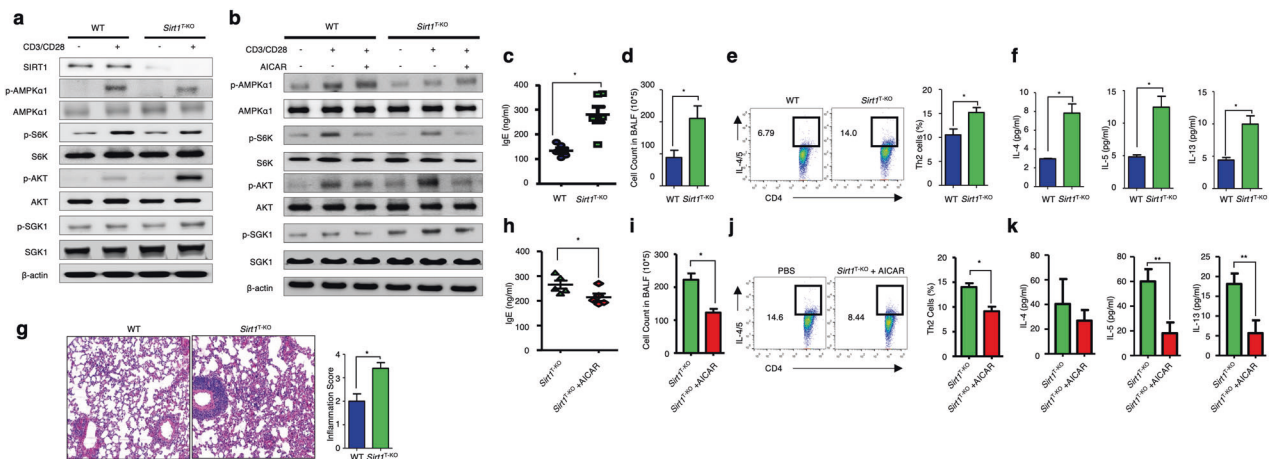 a
WT
Sirt1T-KO
CD3/CD28
-
+
-
+
SIRT1
p-AMPKα1
AMPKα1
p-S6K
S6K
p-AKT
AKT
p-SGK1
SGK1
β-actin
b
WT
Sirt1T-KO
CD3/CD28
-
+
+
-
+
+
AICAR
+
+
p-AMPKα1
AMPKα1
p-S6K
S6K
p-AKT
AKT
p-SGK1
SGK1
β-actin
c
IgE (ng/ml)
400
300
200
100
0
*
WT Sirt1T-KO
d
Cell Count in BALF (10*5)
300
250
200
150
100
50
0
*
WT Sirt1T-KO
e
WT
Sirt1T-KO
6.79
14.0
IL-4/5
CD4
Th2 cells (%)
20
15
10
5
0
*
WT Sirt1T-KO
f
IL-4 (pg/ml)
10
8
6
4
2
0
*
WT Sirt1T-KO
IL-5 (pg/ml)
15
10
5
0
*
WT Sirt1T-KO
IL-13 (pg/ml)
15
10
5
0
*
WT Sirt1T-KO
g
WT
Sirt1T-KO
Inflammation Score
4
3
2
1
0
*
WT Sirt1T-KO
h
IgE (ng/ml)
400
300
200
100
0
*
Sirt1T-KO
Sirt1T-KO +AICAR
i
Cell Count in BALF (10*5)
300
250
200
150
100
50
0
*
Sirt1T-KO
Sirt1T-KO +AICAR
j
PBS
Sirt1T-KO + AICAR
14.6
8.44
IL-4/5
CD4
Th2 Cells (%)
20
15
10
5
0
*
Sirt1T-KO
Sirt1T-KO +AICAR
k
IL-4 (pg/ml)
80
60
40
20
0
Sirt1T-KO
Sirt1T-KO +AICAR
IL-5 (pg/ml)
80
60
40
20
0
**
Sirt1T-KO
Sirt1T-KO +AICAR
IL-13 (pg/ml)
25
20
15
10
5
0
**
Sirt1T-KO
Sirt1T-KO +AICAR